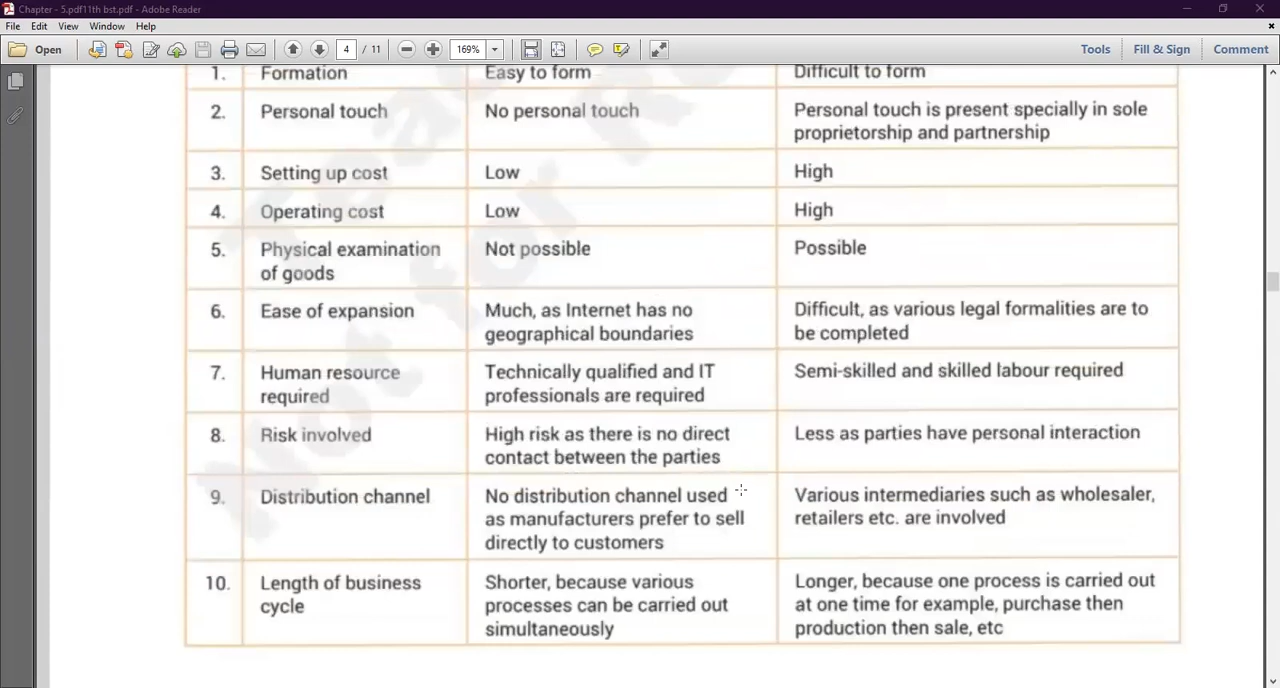 Chapter - 5.pdf11th bst.pdf - Adobe Reader
File Edit View Window Help
Open 4 / 11 169% Tools Fill & Sign Comment
1. Formation Easy to form Difficult to form
2. Personal touch No personal touch Personal touch is present specially in sole
proprietorship and partnership
3. Setting up cost Low High
4. Operating cost Low High
5. Physical examination Not possible Possible
of goods
6. Ease of expansion Much, as Internet has no Difficult, as various legal formalities are to
geographical boundaries be completed
7. Human resource Technically qualified and IT Semi-skilled and skilled labour required
required professionals are required
8. Risk involved High risk as there is no direct Less as parties have personal interaction
contact between the parties
9. Distribution channel No distribution channel used Various intermediaries such as wholesaler,
as manufacturers prefer to sell retailers etc. are involved
directly to customers
10. Length of business Shorter, because various Longer, because one process is carried out
cycle processes can be carried out at one time for example, purchase then
simultaneously production then sale, etc
Not for